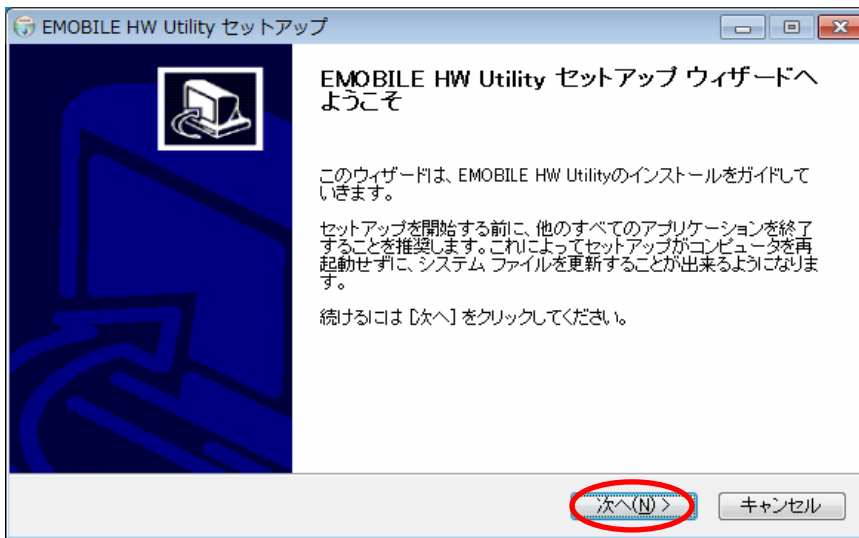 EMOBILE HW Utility セットアップ
EMOBILE HW Utility セットアップ ウィザードへ
ようこそ
このウィザードは、EMOBILE HW Utilityのインストールをガイドして
いきます。
セットアップを開始する前に、他のすべてのアプリケーションを終了
することを推奨します。これによってセットアップがコンピュータを再
起動せずに、システム ファイルを更新することが出来るようになりま
す。
続けるには [次へ] をクリックしてください。
次へ(N) >
キャンセル